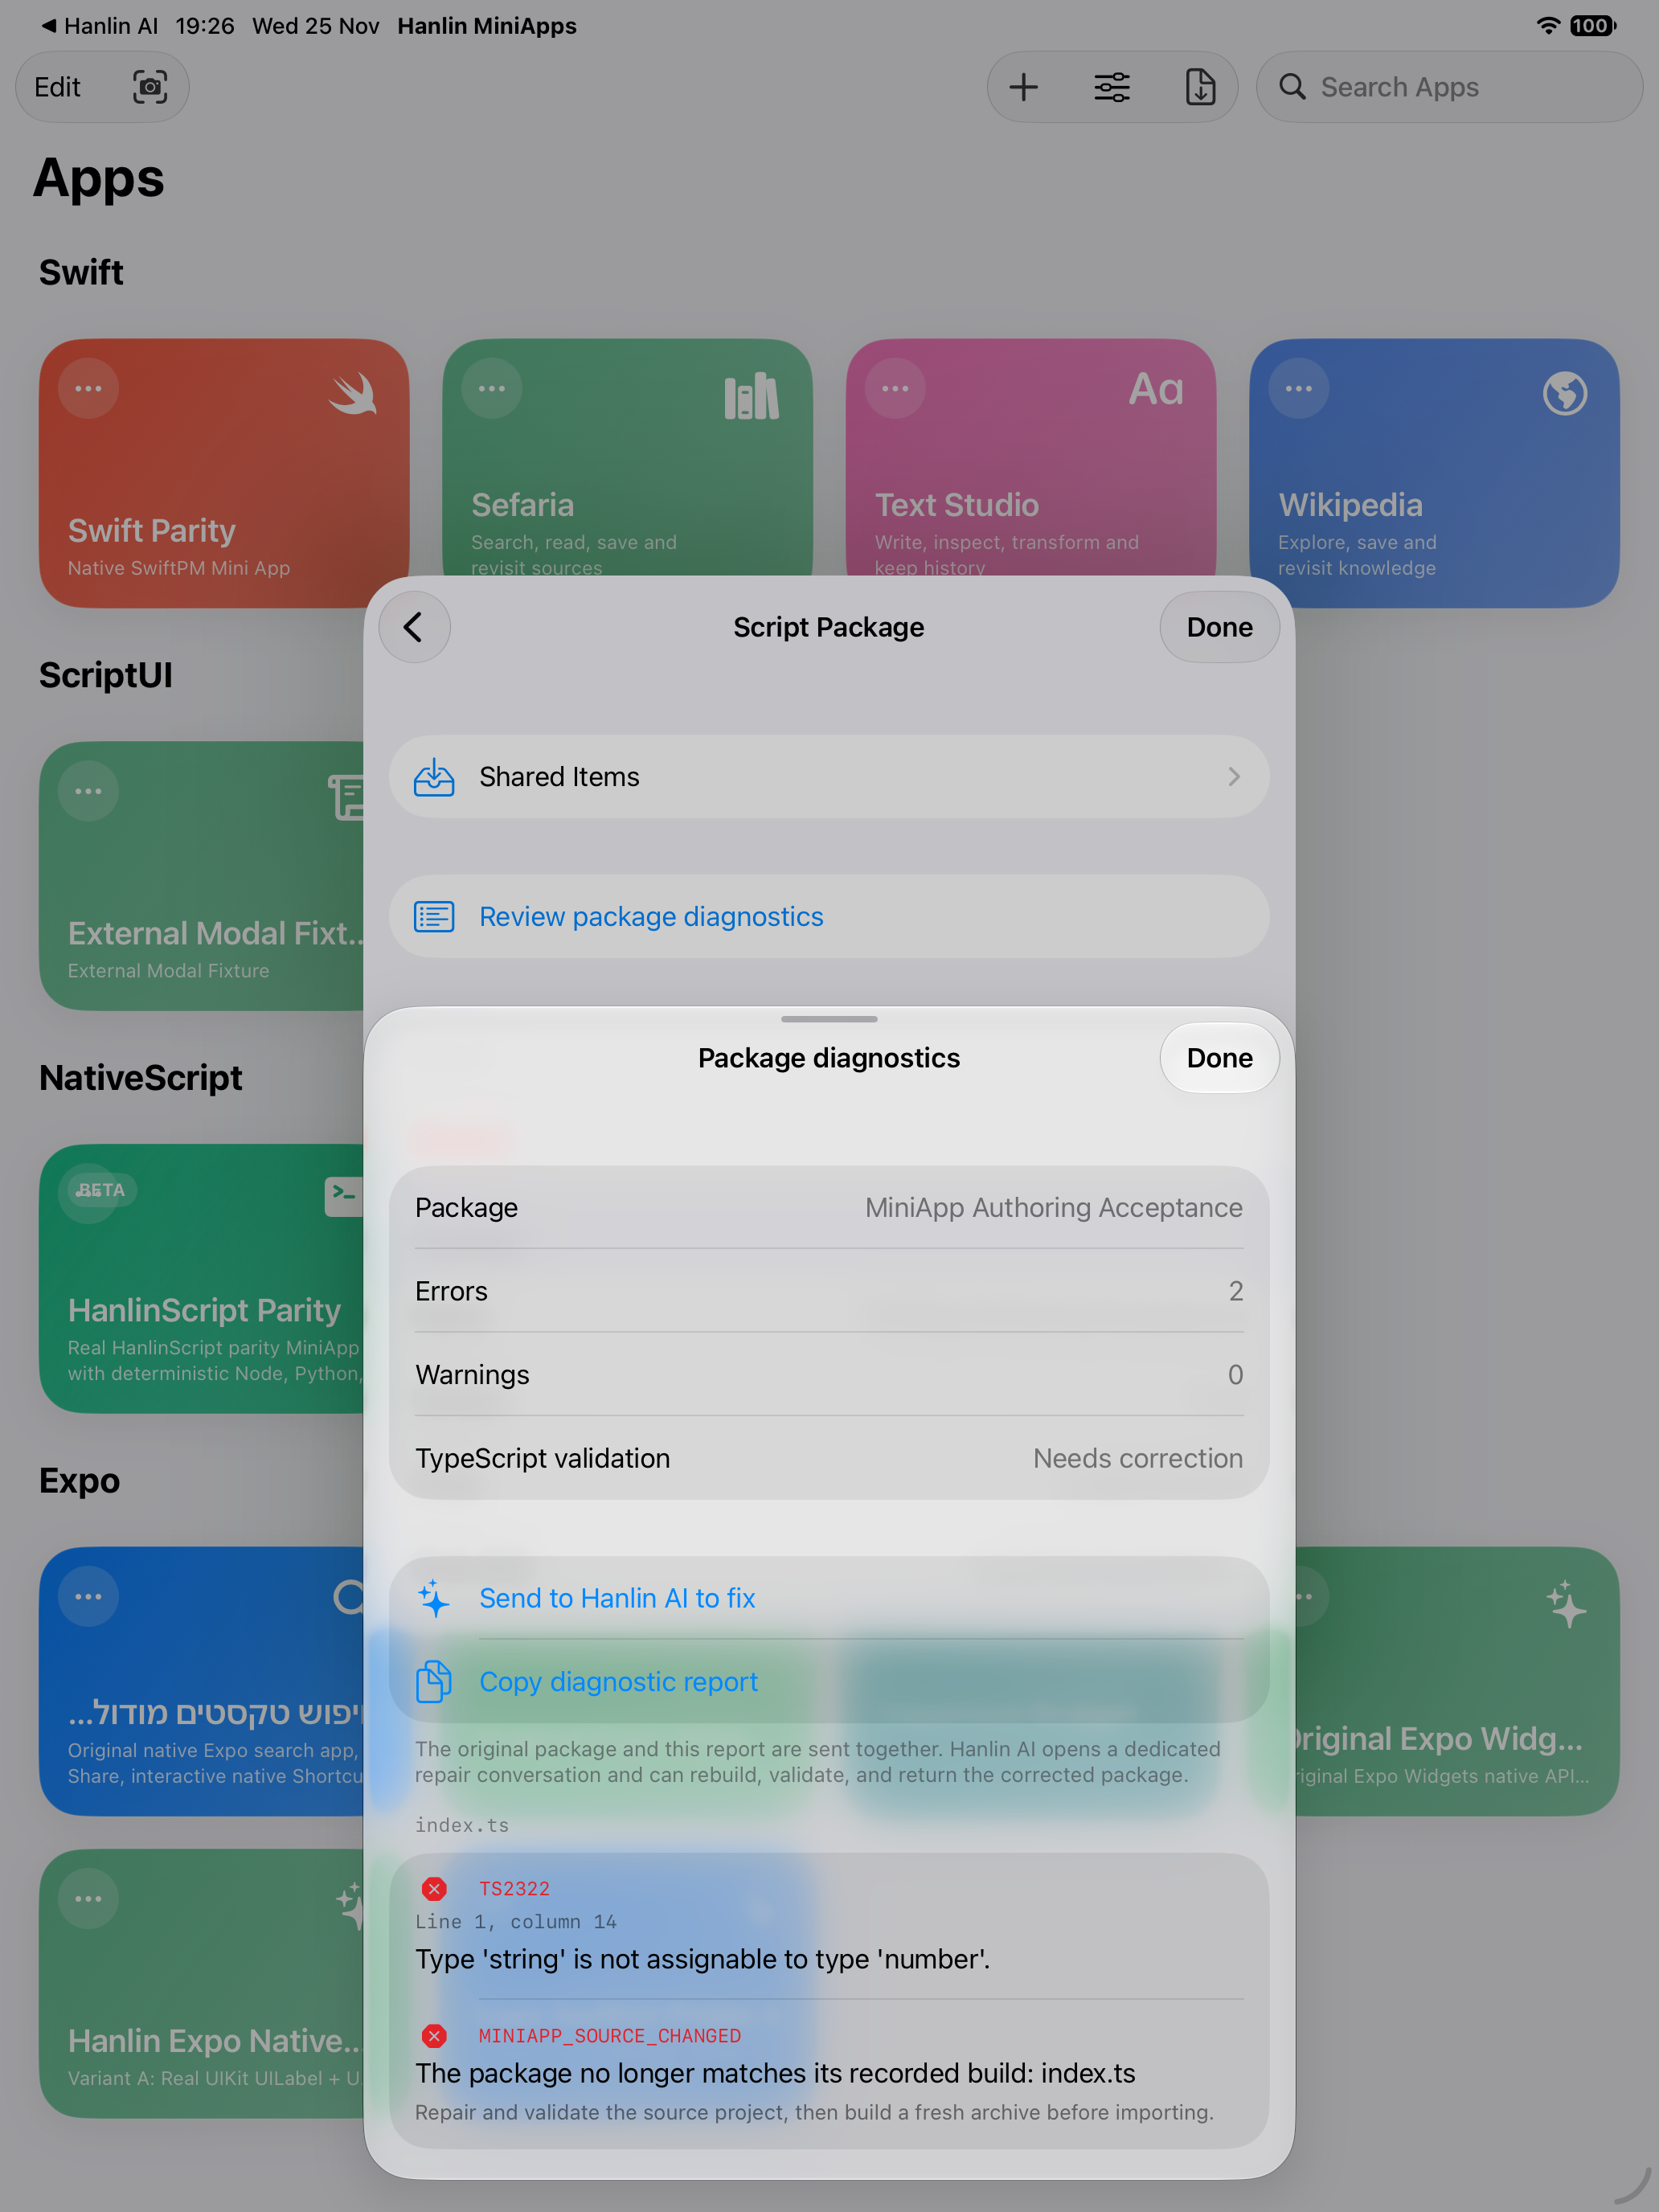 Hanlin AI 19:26 Wed 25 Nov Hanlin MiniApps
100
Edit
Search Apps
Apps
Swift
Swift Parity
Native SwiftPM Mini App
Sefaria
Search, read, save and
revisit sources
Aa
Text Studio
Write, inspect, transform and
keep history
Wikipedia
Explore, save and
revisit knowledge
ScriptUI
External Modal Fixt...
External Modal Fixture
NativeScript
BETA
HanlinScript Parity
Real HanlinScript parity MiniApp
with deterministic Node, Python,
Expo
חיפוש טקסטים מודול...
Original native Expo search app,
Share, interactive native Shortcu
Original Expo Widg...
Original Expo Widgets native API...
Hanlin Expo Native...
Variant A: Real UIKit UILabel + U
Script Package
Done
Shared Items
Review package diagnostics
Package diagnostics
Done
Package MiniApp Authoring Acceptance
Errors 2
Warnings 0
TypeScript validation Needs correction
Send to Hanlin AI to fix
Copy diagnostic report
The original package and this report are sent together. Hanlin AI opens a dedicated
repair conversation and can rebuild, validate, and return the corrected package.
index.ts
TS2322
Line 1, column 14
Type 'string' is not assignable to type 'number'.
MINIAPP_SOURCE_CHANGED
The package no longer matches its recorded build: index.ts
Repair and validate the source project, then build a fresh archive before importing.